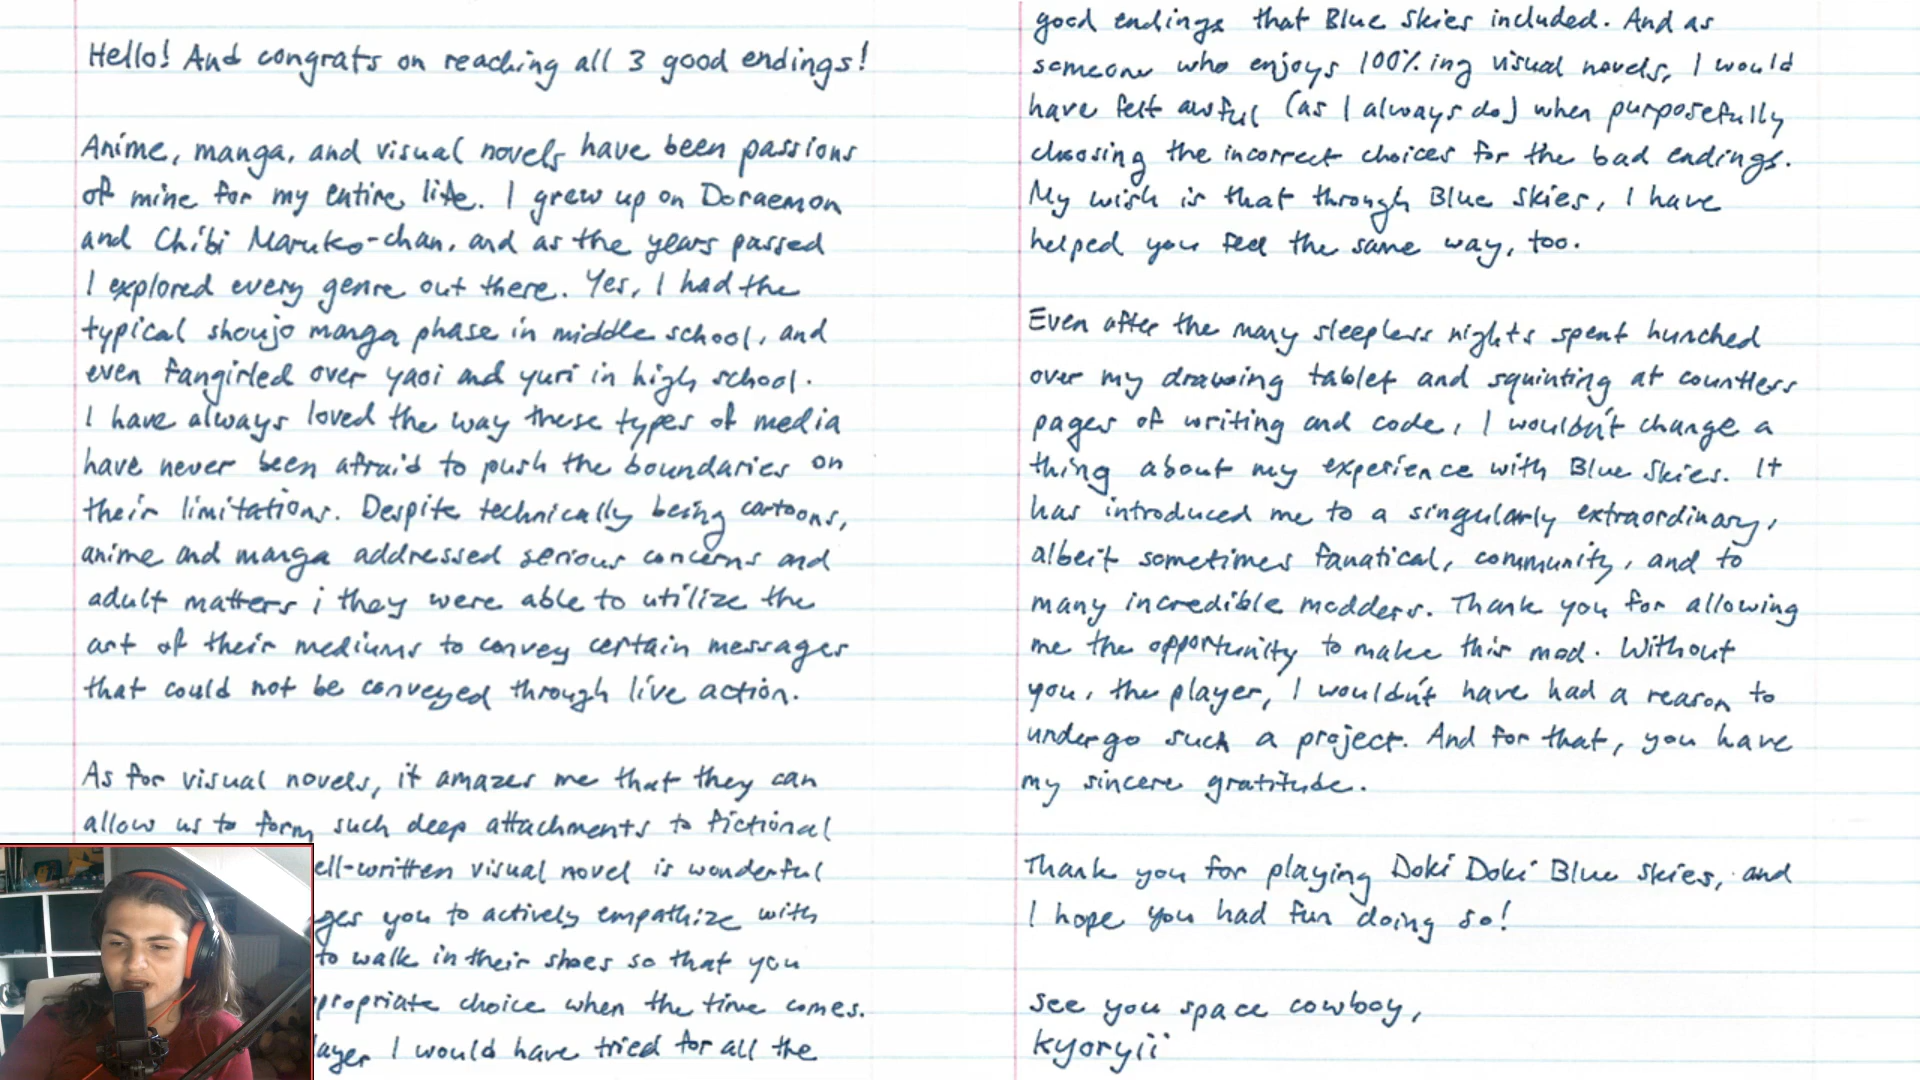 Hello! And congrats on reaching all 3 good endings!
Anime, manga, and visual novels have been passions
of mine for my entire life. I grew up on Doraemon
and Chibi Maruko-chan, and as the years passed
I explored every genre out there. Yes, I had the
typical shoujo manga phase in middle school, and
even fangirled over yaoi and yuri in high school.
I have always loved the way these types of media
have never been afraid to push the boundaries on
their limitations. Despite technically being cartoons,
anime and manga addressed serious concerns and
adult matters; they were able to utilize the
art of their mediums to convey certain messages
that could not be conveyed through live action.
As for visual novels, it amazes me that they can
allow us to form such deep attachments to fictional
ell-written visual novel is wonderful
ges you to actively empathize with
to walk in their shoes so that you
propriate choice when the time comes.
layer I would have tried for all the
good endings that Blue Skies included. And as
someone who enjoys 100%ing visual novels, I would
have felt awful (as I always do) when purposefully
choosing the incorrect choices for the bad endings.
My wish is that through Blue Skies, I have
helped you feel the same way, too.
Even after the many sleepless nights spent hunched
over my drawing tablet and squinting at countless
pages of writing and code, I wouldn't change a
thing about my experience with Blue Skies. It
has introduced me to a singularly extraordinary,
albeit sometimes fanatical, community, and to
many incredible modders. Thank you for allowing
me the opportunity to make this mod. Without
you, the player, I wouldn't have had a reason to
undergo such a project. And for that, you have
my sincere gratitude.
Thank you for playing Doki Doki Blue Skies, and
I hope you had fun doing so!
See you space cowboy,
kyoryii